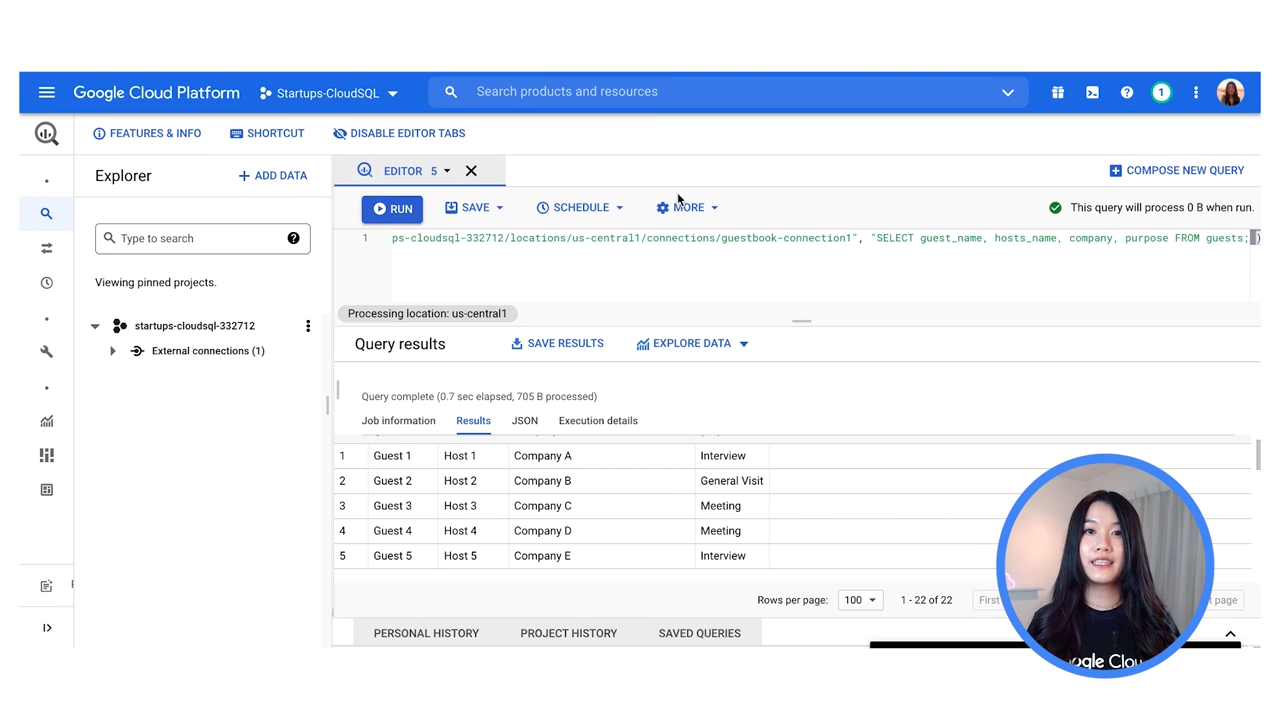 Google Cloud Platform
Startups-CloudSQL
Search products and resources
1
FEATURES & INFO
SHORTCUT
DISABLE EDITOR TABS
Explorer
+ ADD DATA
EDITOR 5
COMPOSE NEW QUERY
RUN
SAVE
SCHEDULE
MORE
This query will process 0 B when run.
Type to search
1 ps-cloudsql-332712/locations/us-central1/connections/guestbook-connection1", "SELECT guest_name, hosts_name, company, purpose FROM guests;")
Viewing pinned projects.
Processing location: us-central1
startups-cloudsql-332712
External connections (1)
Query results
SAVE RESULTS
EXPLORE DATA
Query complete (0.7 sec elapsed, 705 B processed)
Job information Results JSON Execution details
1 Guest 1 Host 1 Company A Interview
2 Guest 2 Host 2 Company B General Visit
3 Guest 3 Host 3 Company C Meeting
4 Guest 4 Host 4 Company D Meeting
5 Guest 5 Host 5 Company E Interview
Rows per page: 100 1 - 22 of 22 First page
PERSONAL HISTORY PROJECT HISTORY SAVED QUERIES